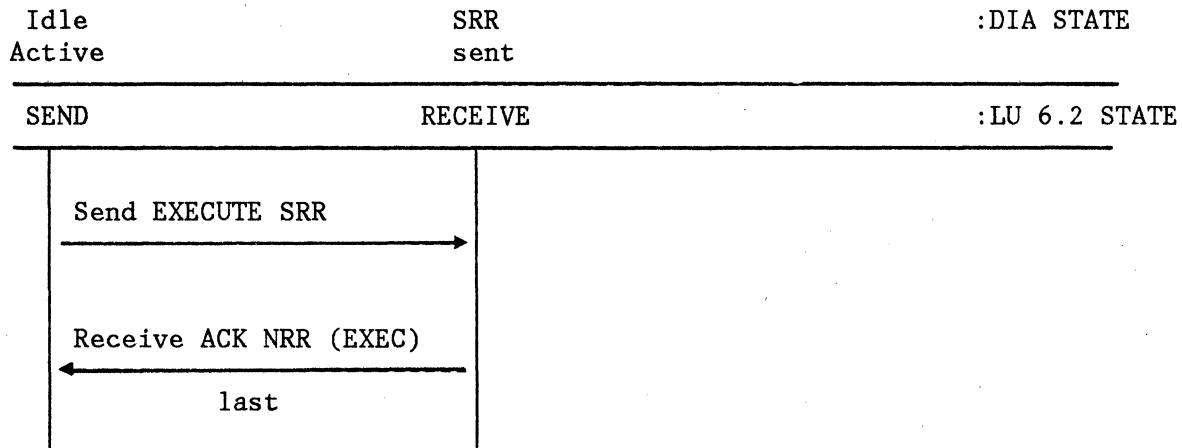 Idle SRR :DIA STATE
Active sent
SEND RECEIVE :LU 6.2 STATE
Send EXECUTE SRR
Receive ACK NRR (EXEC)
last